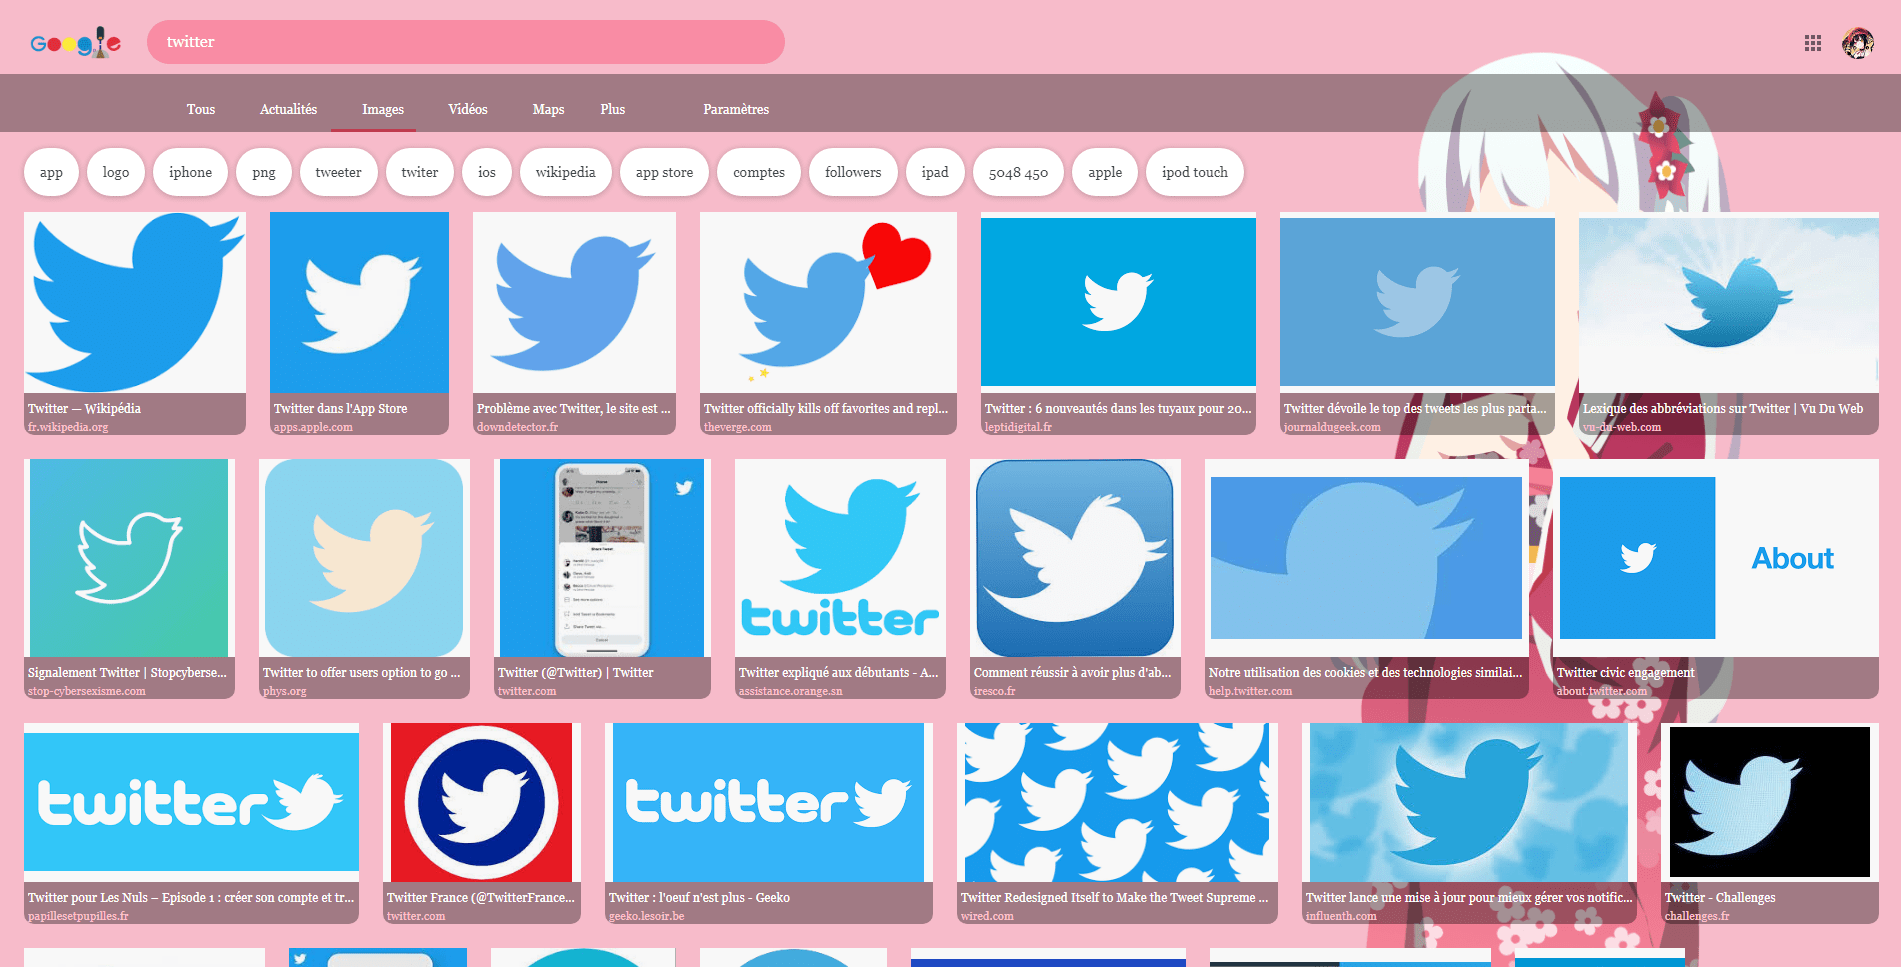 Google
twitter
Tous Actualités Images Vidéos Maps Plus Paramètres
app logo iphone png tweeter twiter ios wikipedia app store comptes followers ipad 5048 450 apple ipod touch
Twitter — Wikipédia
fr.wikipedia.org
Twitter dans l'App Store
apps.apple.com
Problème avec Twitter, le site est ...
downdetector.fr
Twitter officially kills off favorites and repl...
theverge.com
Twitter : 6 nouveautés dans les tuyaux pour 20...
leptidigital.fr
Twitter dévoile le top des tweets les plus parta...
journaldugeek.com
Lexique des abbréviations sur Twitter | Vu Du Web
vu-du-web.com
Share Tweet
twitter
About
Signalement Twitter | Stopcyberse...
stop-cybersexisme.com
Twitter to offer users option to go ...
phys.org
Twitter (@Twitter) | Twitter
twitter.com
Twitter expliqué aux débutants - A...
assistance.orange.sn
Comment réussir à avoir plus d'ab...
iresco.fr
Notre utilisation des cookies et des technologies similai...
help.twitter.com
Twitter civic engagement
about.twitter.com
twitter
twitter
Twitter pour Les Nuls – Episode 1 : créer son compte et tr...
papillesetpupilles.fr
Twitter France (@TwitterFrance...
twitter.com
Twitter : l'oeuf n'est plus - Geeko
geeko.lesoir.be
Twitter Redesigned Itself to Make the Tweet Supreme ...
wired.com
Twitter lance une mise à jour pour mieux gérer vos notific...
influenth.com
Twitter - Challenges
challenges.fr